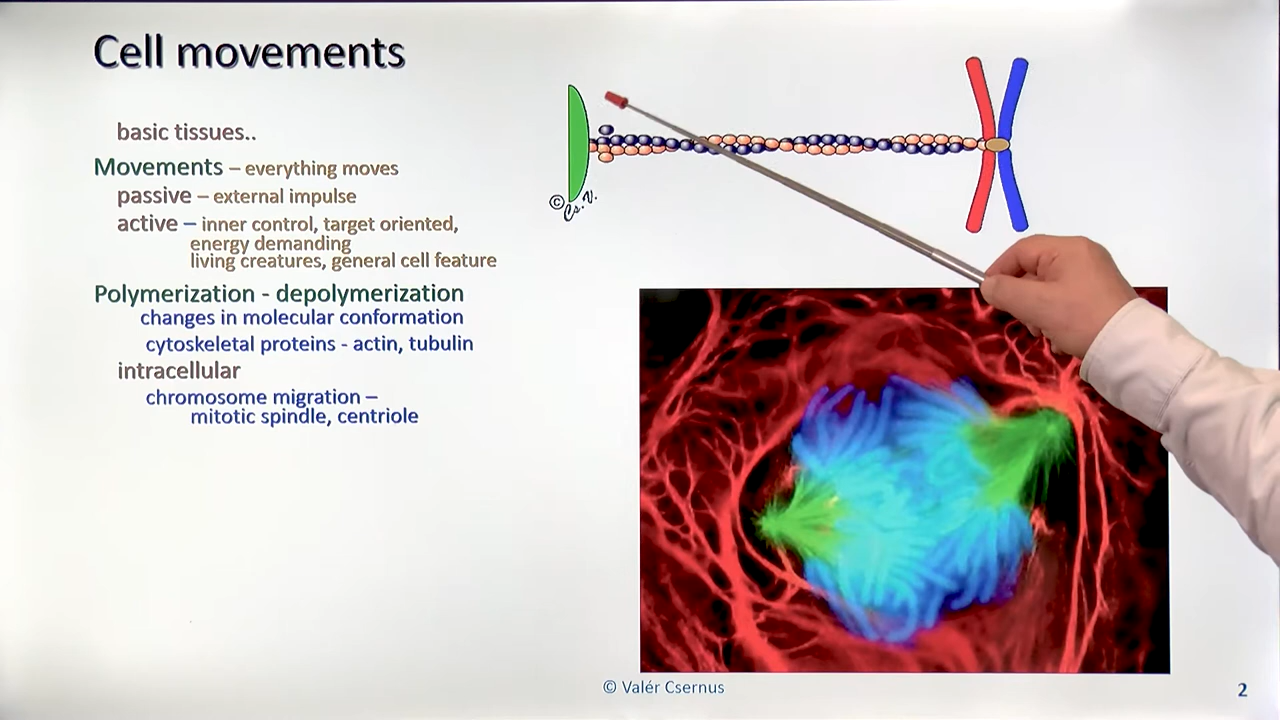 Cell movements
basic tissues..
Movements – everything moves
passive – external impulse
active – inner control, target oriented,
energy demanding
living creatures, general cell feature
Polymerization - depolymerization
changes in molecular conformation
cytoskeletal proteins - actin, tubulin
intracellular
chromosome migration –
mitotic spindle, centriole
© Cs. V.
© Valér Csernus
2